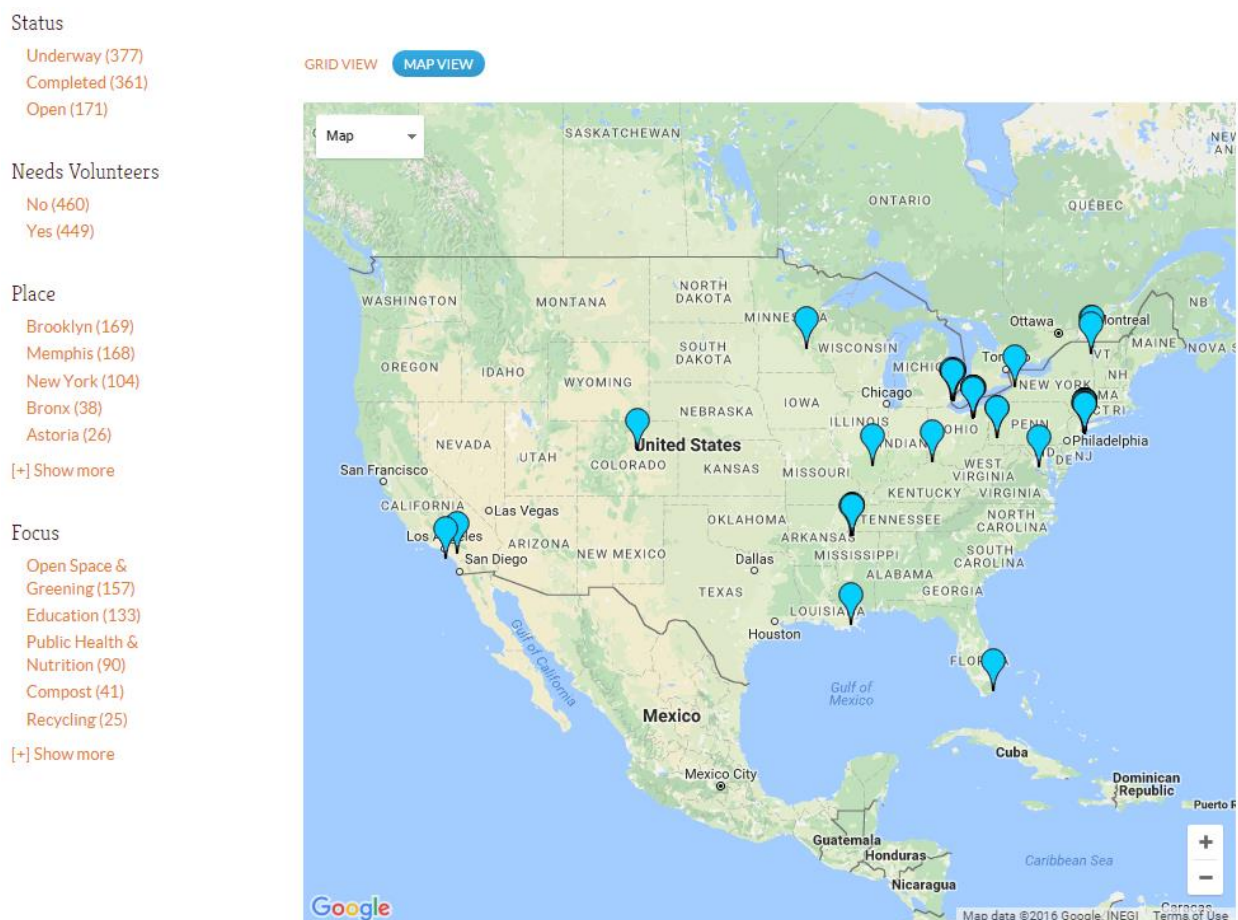 Status
Underway (377)
Completed (361)
Open (171)
Needs Volunteers
No (460)
Yes (449)
Place
Brooklyn (169)
Memphis (168)
New York (104)
Bronx (38)
Astoria (26)
[+] Show more
Focus
Open Space &
Greening (157)
Education (133)
Public Health &
Nutrition (90)
Compost (41)
Recycling (25)
[+] Show more
GRID VIEW MAP VIEW
Map
SASKATCHEWAN
ONTARIO
QUÉBEC
NB
WASHINGTON
MONTANA
NORTH
DAKOTA
Ottawa
Montreal
MAINE
NOVA S
OREGON
IDAHO
SOUTH
DAKOTA
WISCONSIN
VT
NH
WYOMING
NEW YORK
MA
CT RI
Chicago
IOWA
NEBRASKA
ILLINOIS
OHIO
PENN
Philadelphia
NEVADA
UTAH
United States
COLORADO
KANSAS
MISSOURI
WEST
VIRGINIA
DE NJ
San Francisco
KENTUCKY
VIRGINIA
CALIFORNIA
Las Vegas
OKLAHOMA
TENNESSEE
NORTH
CAROLINA
ARIZONA
NEW MEXICO
ARKANSAS
MISSISSIPPI
SOUTH
CAROLINA
San Diego
Dallas
ALABAMA
GEORGIA
TEXAS
Houston
Gulf of California
Gulf of
Mexico
Mexico
Mexico City
Cuba
Dominican
Republic
Puerto R
Guatemala
Honduras
Nicaragua
Caribbean Sea
Caracas
Google
Map data ©2016 Google, INEGI Terms of Use